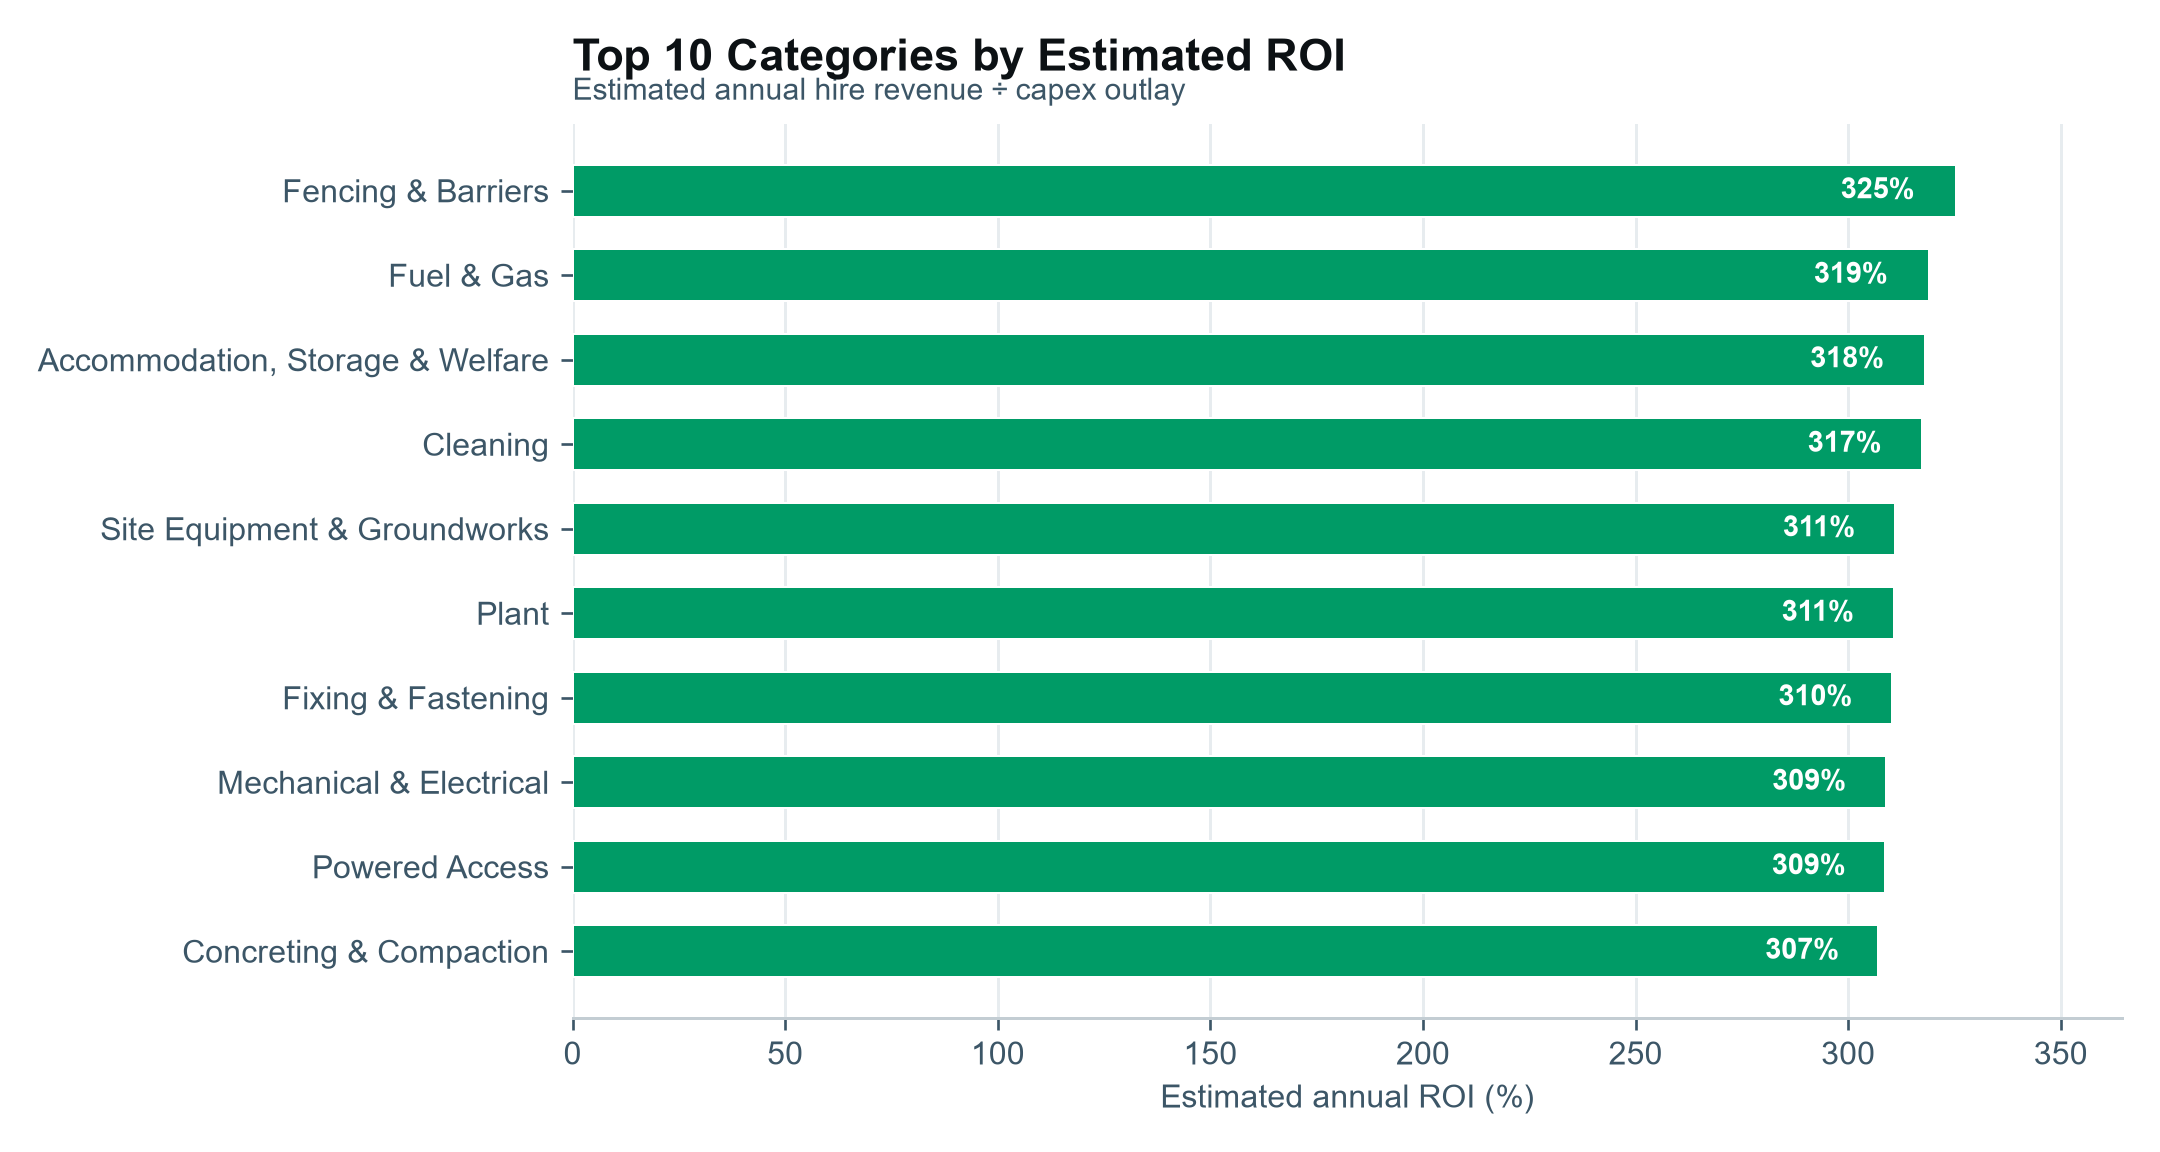 Top 10 Categories by Estimated ROI
Estimated annual hire revenue ÷ capex outlay
Fencing & Barriers 325%
Fuel & Gas 319%
Accommodation, Storage & Welfare 318%
Cleaning 317%
Site Equipment & Groundworks 311%
Plant 311%
Fixing & Fastening 310%
Mechanical & Electrical 309%
Powered Access 309%
Concreting & Compaction 307%
0 50 100 150 200 250 300 350
Estimated annual ROI (%)